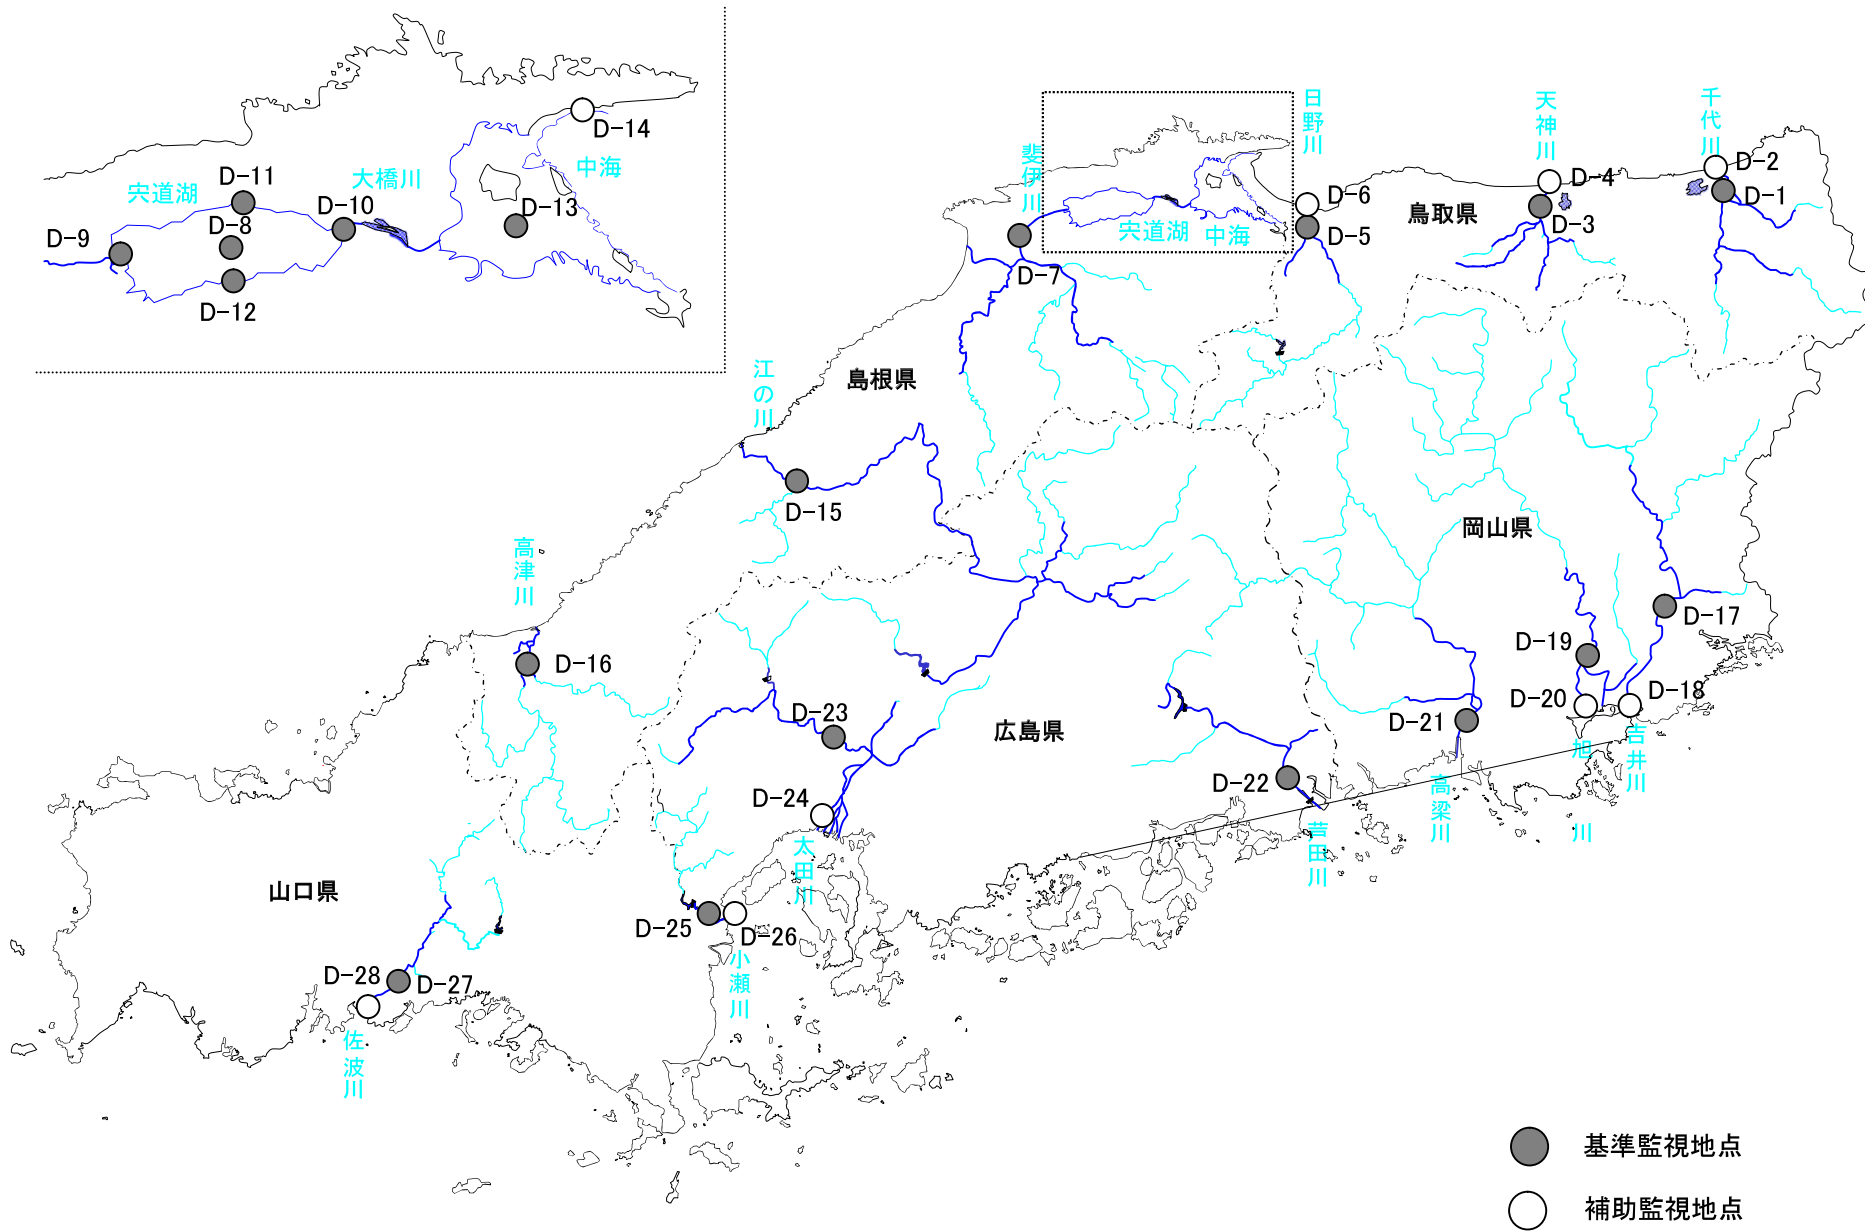 D-14
中海
D-11
宍道湖
大橋川
D-10
D-13
D-9
D-8
D-12
日野川
天神川
千代川
斐伊川
D-2
D-4
D-1
D-6
鳥取県
D-3
D-5
宍道湖
中海
D-7
江の川
島根県
D-15
岡山県
高津川
D-17
D-19
D-16
D-18
D-20
D-23
広島県
D-21
吉井川
旭川
D-22
高梁川
D-24
芦田川
太田川
山口県
D-25
D-26
小瀬川
D-28
D-27
佐波川
基準監視地点
補助監視地点